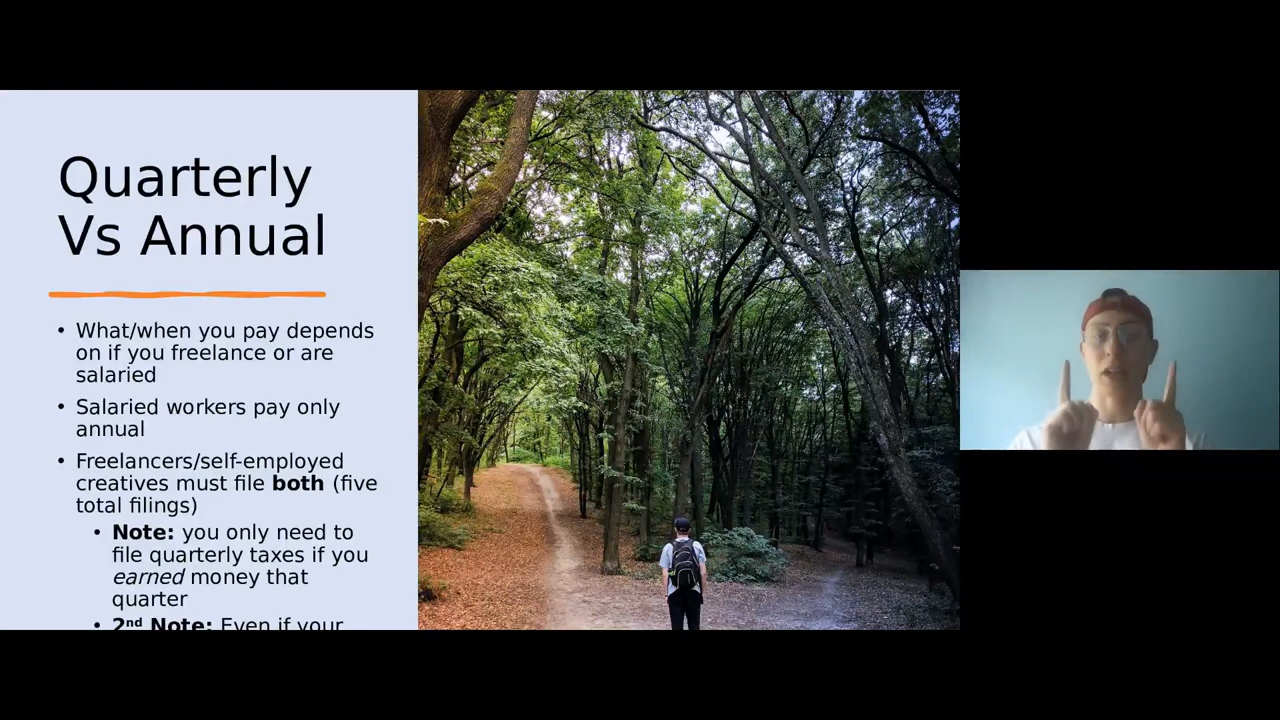 Quarterly
Vs Annual
• What/when you pay depends
on if you freelance or are
salaried
• Salaried workers pay only
annual
• Freelancers/self-employed
creatives must file both (five
total filings)
• Note: you only need to
file quarterly taxes if you
earned money that
quarter
• 2nd Note: Even if your